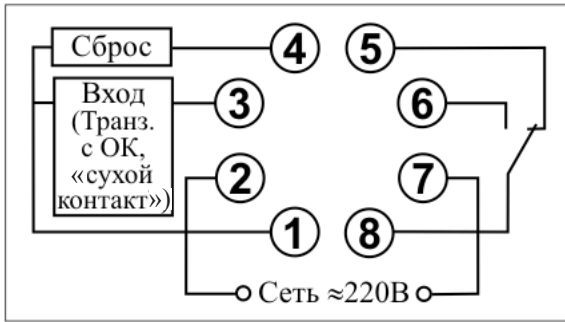 Сброс
4
5
Вход
(Транз.
с ОК,
«сухой
контакт»)
3
6
2
7
1
8
Сеть ≈220В